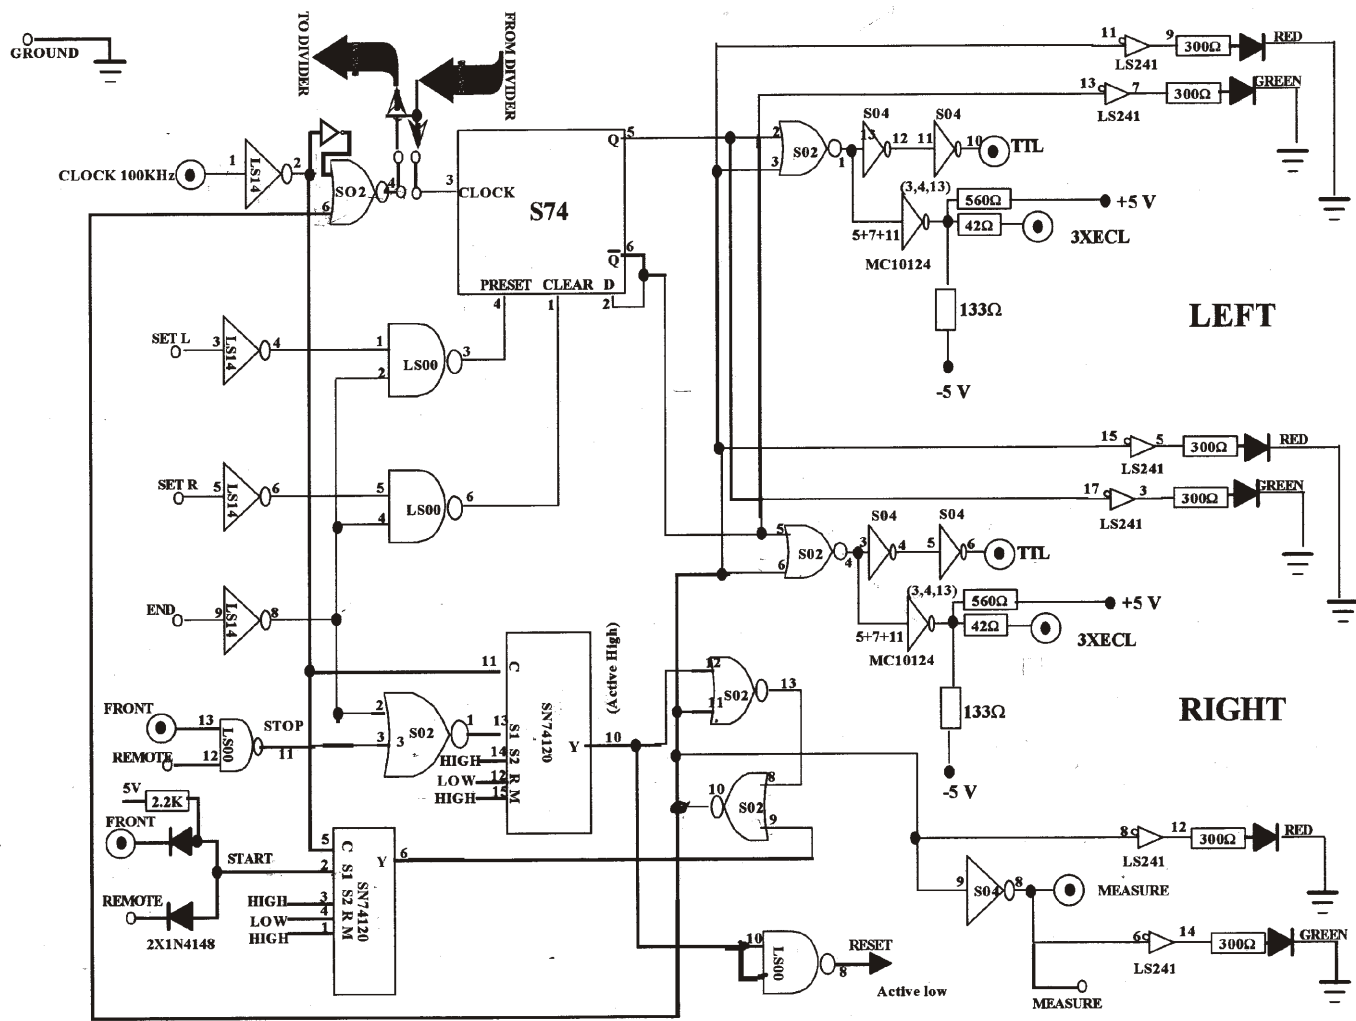 GROUND
TO DIVIDER
FROM DIVIDER
CLOCK 100KHz
1
LS14
2
SO2
4
6
3
CLOCK
S74
Q
5
Q
6
PRESET
CLEAR
D
4
1
2
SET L
3
LS14
4
1
2
LS00
3
SET R
5
LS14
6
5
4
LS00
6
END
9
LS14
8
FRONT
13
REMOTE
12
LS00
STOP
11
2
3
3
S02
1
11
C
13
S1
HIGH
14
S2
LOW
12
R
HIGH
15
M
SN74120
Y
10
(Active High)
5V
2.2K
FRONT
START
REMOTE
2X1N4148
5
C
2
S1
HIGH
3
S2
LOW
4
R
HIGH
1
M
SN74120
Y
6
12
11
S02
13
8
9
S02
10
10
LS00
8
RESET
Active low
11
LS241
9
300Ω
RED
13
LS241
7
300Ω
GREEN
2
3
S02
1
S04
13
12
S04
11
10
TTL
(3,4,13)
5+7+11
MC10124
560Ω
+5 V
42Ω
3XECL
133Ω
-5 V
LEFT
15
LS241
5
300Ω
RED
17
LS241
3
300Ω
GREEN
5
6
S02
4
S04
3
4
S04
5
6
TTL
(3,4,13)
5+7+11
MC10124
560Ω
+5 V
42Ω
3XECL
133Ω
-5 V
RIGHT
8
LS241
12
300Ω
RED
9
S04
8
MEASURE
6
LS241
14
300Ω
GREEN
MEASURE